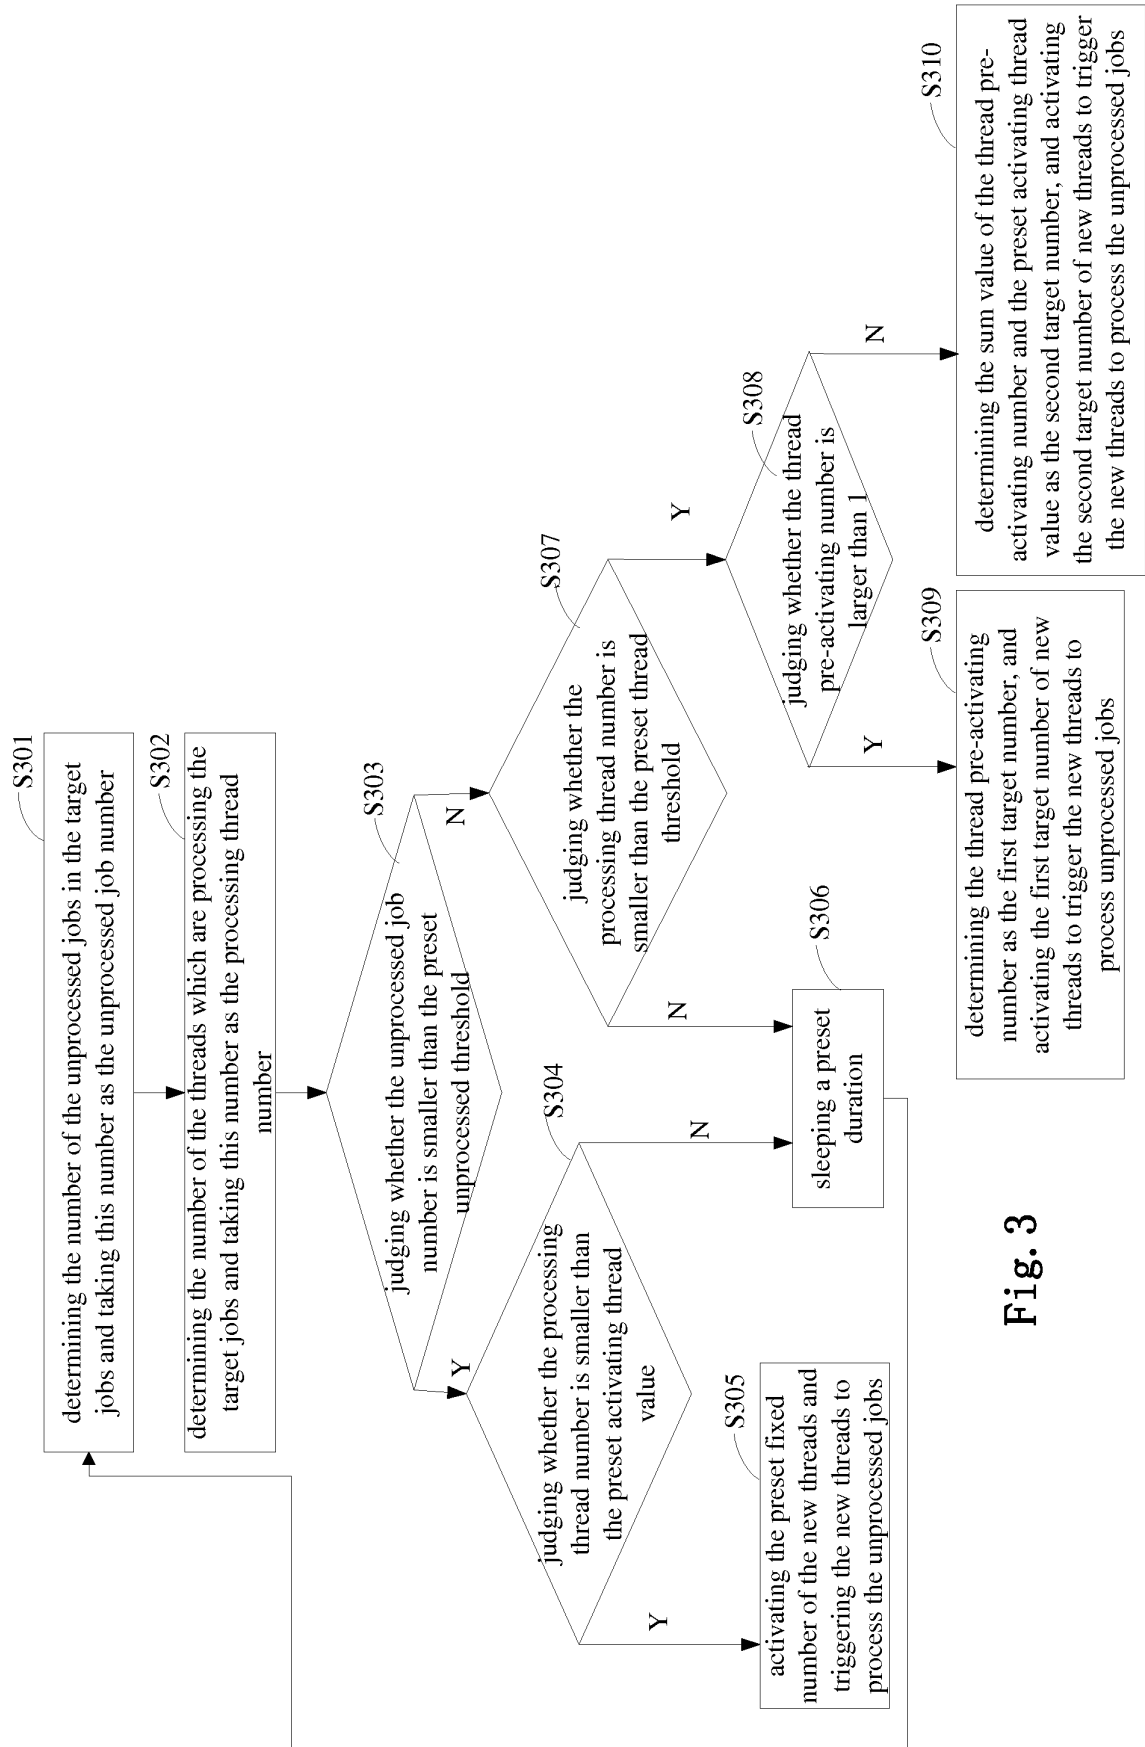 S301
determining the number of the unprocessed jobs in the target
jobs and taking this number as the unprocessed job number
S302
determining the number of the threads which are processing the
target jobs and taking this number as the processing thread
number
S303
judging whether the unprocessed job
number is smaller than the preset
unprocessed threshold
Y
N
S304
judging whether the processing
thread number is smaller than
the preset activating thread
value
S307
judging whether the
processing thread number is
smaller than the preset thread
threshold
Y
N
N
Y
S305
activating the preset fixed
number of the new threads and
triggering the new threads to
process the unprocessed jobs
S306
sleeping a preset
duration
S308
judging whether the thread
pre-activating number is
larger than 1
Y
N
S309
determining the thread pre-activating
number as the first target number, and
activating the first target number of new
threads to trigger the new threads to
process unprocessed jobs
S310
determining the sum value of the thread pre-
activating number and the preset activating thread
value as the second target number, and activating
the second target number of new threads to trigger
the new threads to process the unprocessed jobs
Fig. 3